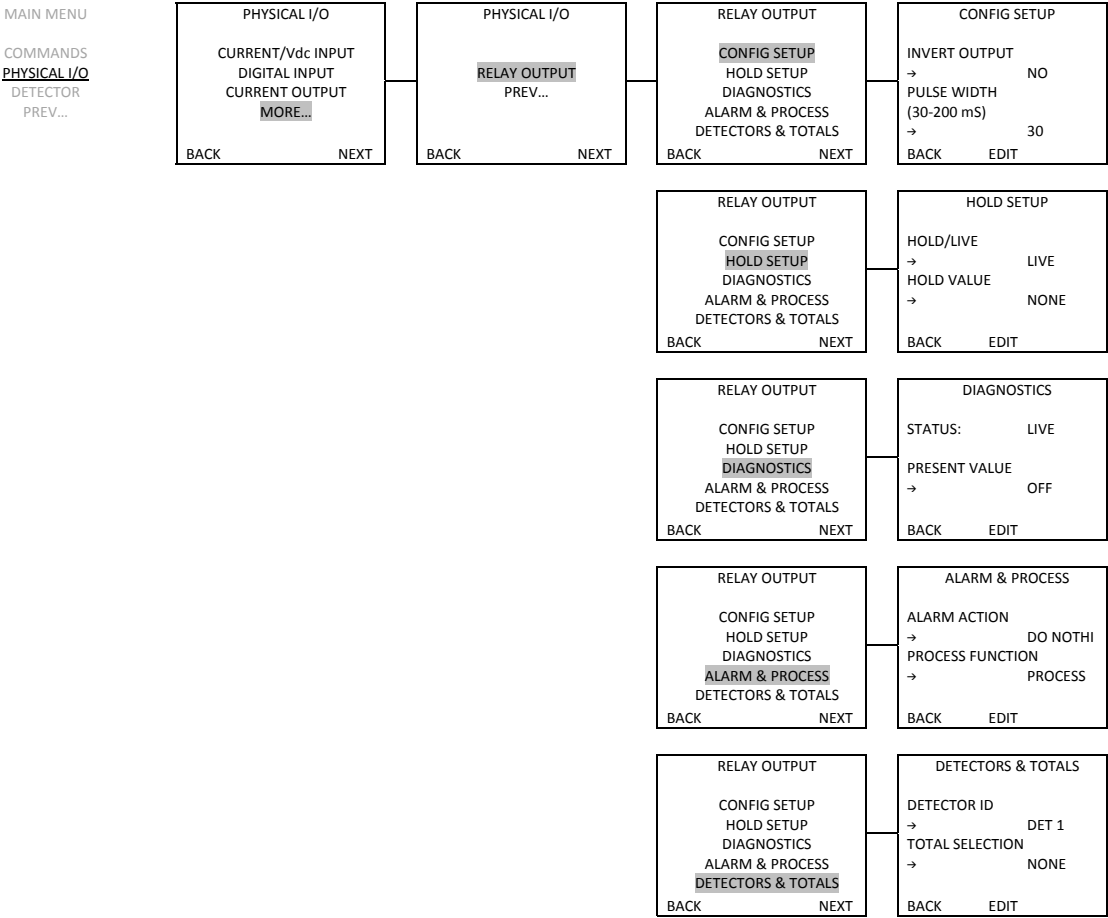 MAIN MENU
COMMANDS
PHYSICAL I/O
DETECTOR
PREV...
PHYSICAL I/O
CURRENT/Vdc INPUT
DIGITAL INPUT
CURRENT OUTPUT
MORE...
BACK NEXT
PHYSICAL I/O
RELAY OUTPUT
PREV...
BACK NEXT
RELAY OUTPUT
CONFIG SETUP
HOLD SETUP
DIAGNOSTICS
ALARM & PROCESS
DETECTORS & TOTALS
BACK NEXT
CONFIG SETUP
INVERT OUTPUT
→ NO
PULSE WIDTH
(30-200 mS)
→ 30
BACK EDIT
RELAY OUTPUT
CONFIG SETUP
HOLD SETUP
DIAGNOSTICS
ALARM & PROCESS
DETECTORS & TOTALS
BACK NEXT
HOLD SETUP
HOLD/LIVE
→ LIVE
HOLD VALUE
→ NONE
BACK EDIT
RELAY OUTPUT
CONFIG SETUP
HOLD SETUP
DIAGNOSTICS
ALARM & PROCESS
DETECTORS & TOTALS
BACK NEXT
DIAGNOSTICS
STATUS: LIVE
PRESENT VALUE
→ OFF
BACK EDIT
RELAY OUTPUT
CONFIG SETUP
HOLD SETUP
DIAGNOSTICS
ALARM & PROCESS
DETECTORS & TOTALS
BACK NEXT
ALARM & PROCESS
ALARM ACTION
→ DO NOTHI
PROCESS FUNCTION
→ PROCESS
BACK EDIT
RELAY OUTPUT
CONFIG SETUP
HOLD SETUP
DIAGNOSTICS
ALARM & PROCESS
DETECTORS & TOTALS
BACK NEXT
DETECTORS & TOTALS
DETECTOR ID
→ DET 1
TOTAL SELECTION
→ NONE
BACK EDIT